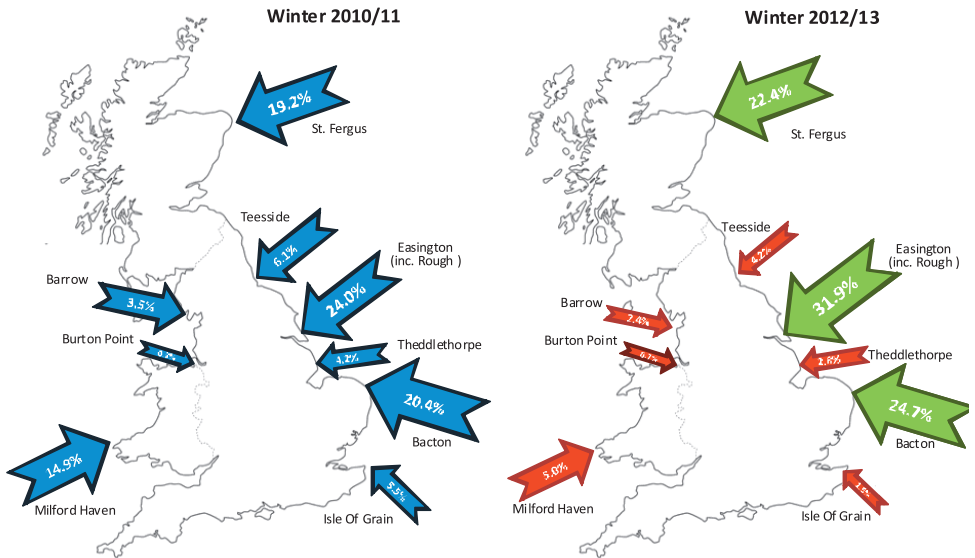 Winter 2010/11
19.2%
St. Fergus
Teesside
6.1%
Easington
(inc. Rough )
24.0%
Barrow
3.5%
Burton Point
Theddlethorpe
4.2%
20.4%
Bacton
14.9%
Milford Haven
5.5%
Isle Of Grain
Winter 2012/13
22.4%
St. Fergus
Teesside
4.2%
Easington
(inc. Rough )
31.9%
Barrow
2.4%
Burton Point
Theddlethorpe
24.7%
Bacton
5.0%
Milford Haven
Isle Of Grain